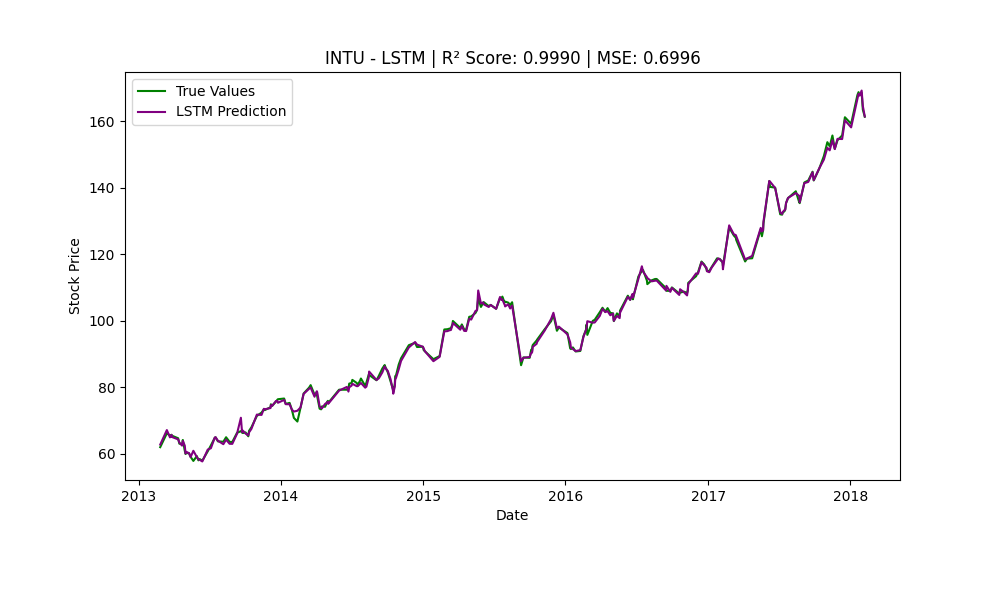 INTU - LSTM | R² Score: 0.9990 | MSE: 0.6996
True Values
LSTM Prediction
Stock Price
160
140
120
100
80
60
2013 2014 2015 2016 2017 2018
Date